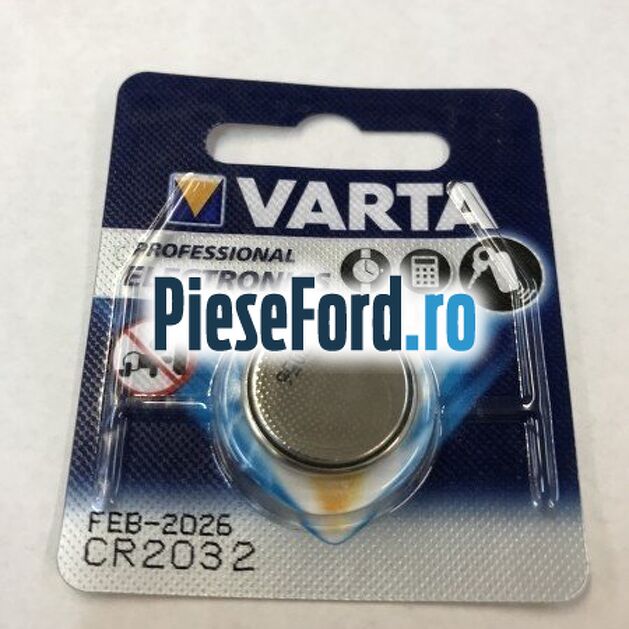 VARTA
PROFESSIONAL
ELECTRONICS
PieseFord.ro
FEB-2026
CR2032